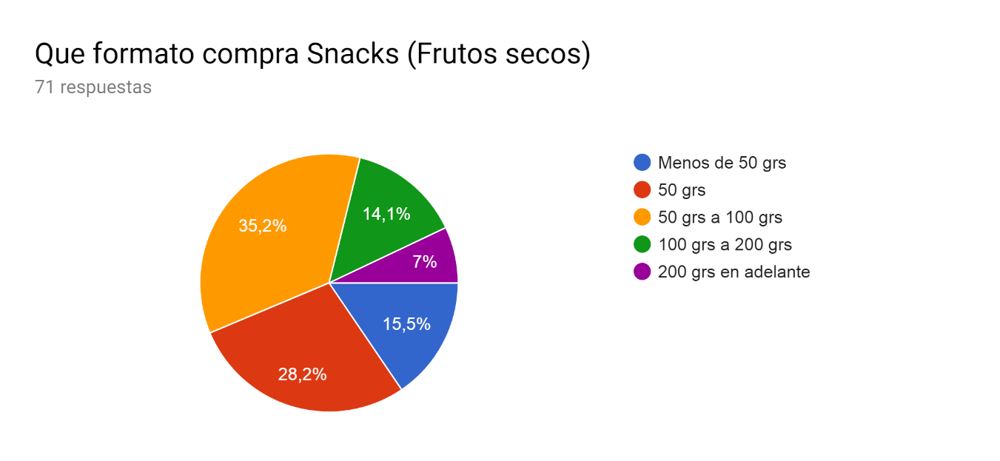 Que formato compra Snacks (Frutos secos)
71 respuestas
35,2%
14,1%
7%
15,5%
28,2%
Menos de 50 grs
50 grs
50 grs a 100 grs
100 grs a 200 grs
200 grs en adelante